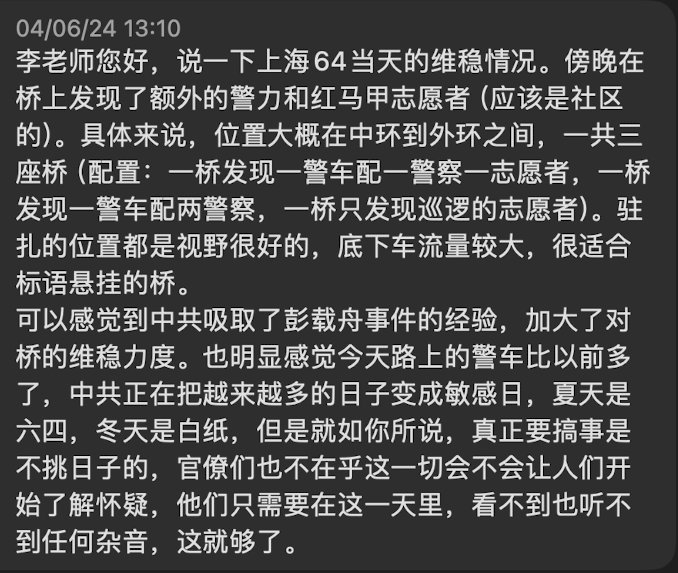 04/06/24 13:10
李老师您好，说一下上海64当天的维稳情况。傍晚在
桥上发现了额外的警力和红马甲志愿者 (应该是社区
的)。具体来说，位置大概在中环到外环之间，一共三
座桥 (配置：一桥发现一警车配一警察一志愿者，一桥
发现一警车配两警察，一桥只发现巡逻的志愿者)。驻
扎的位置都是视野很好的，底下车流量较大，很适合
标语悬挂的桥。
可以感觉到中共吸取了彭载舟事件的经验，加大了对
桥的维稳力度。也明显感觉今天路上的警车比以前多
了，中共正在把越来越多的日子变成敏感日，夏天是
六四，冬天是白纸，但是就如你所说，真正要搞事是
不挑日子的，官僚们也不在乎这一切会不会让人们开
始了解怀疑，他们只需要在这一天里，看不到也听不
到任何杂音，这就够了。